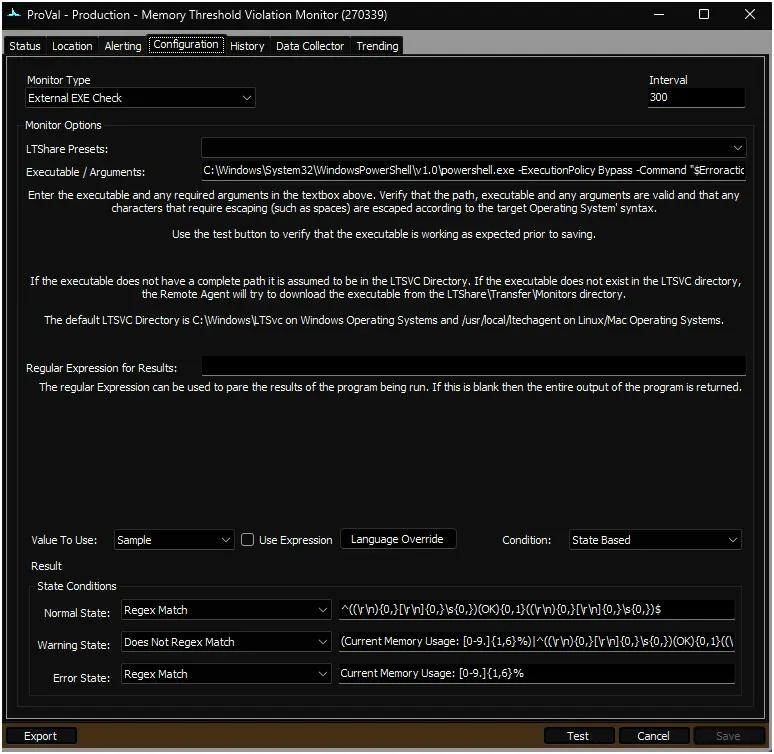 ProVal - Production - Memory Threshold Violation Monitor (270339)
Status Location Alerting Configuration History Data Collector Trending
Monitor Type Interval
External EXE Check 300
Monitor Options
LTShare Presets:
Executable / Arguments: C:\Windows\System32\WindowsPowerShell\v1.0\powershell.exe -ExecutionPolicy Bypass -Command "$Erroractic
Enter the executable and any required arguments in the textbox above. Verify that the path, executable and any arguments are valid and that any
characters that require escaping (such as spaces) are escaped according to the target Operating System' syntax.
Use the test button to verify that the executable is working as expected prior to saving.
If the executable does not have a complete path it is assumed to be in the LTSVC Directory. If the executable does not exist in the LTSVC directory,
the Remote Agent will try to download the executable from the LTShare\Transfer\Monitors directory.
The default LTSVC Directory is C:\Windows\LTSvc on Windows Operating Systems and /usr/local/ltechagent on Linux/Mac Operating Systems.
Regular Expression for Results:
The regular Expression can be used to pare the results of the program being run. If this is blank then the entire output of the program is returned.
Value To Use: Sample Use Expression Language Override Condition: State Based
Result
State Conditions
Normal State: Regex Match ^((\r\n){0,}[\r\n]{0,}\s{0,})(OK){0,1}((\r\n){0,}[\r\n]{0,}\s{0,})$
Warning State: Does Not Regex Match (Current Memory Usage: [0-9.]{1,6}%)|^((\r\n){0,}[\r\n]{0,}\s{0,})(OK){0,1}((\
Error State: Regex Match Current Memory Usage: [0-9.]{1,6}%
Export Test Cancel Save